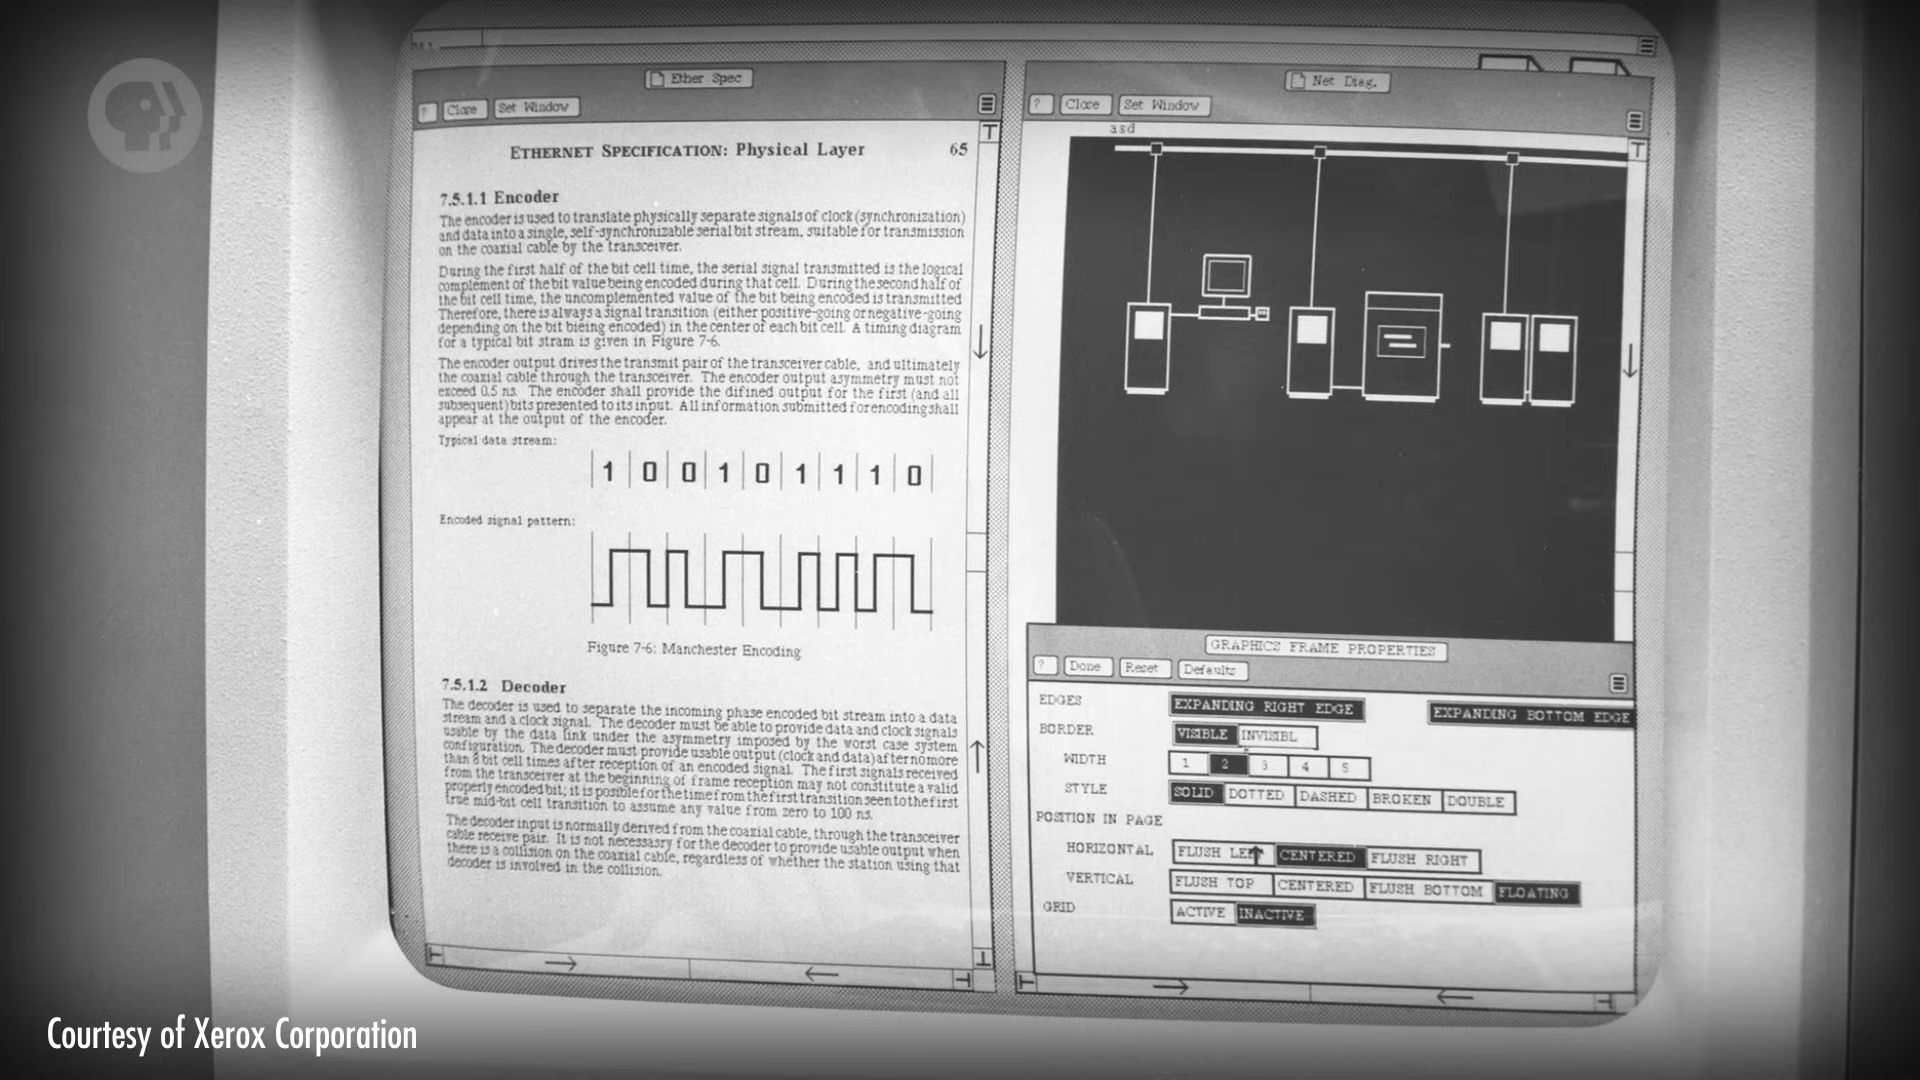 Ether Spec
? Close Set Window
ETHERNET SPECIFICATION: Physical Layer 65
7.5.1.1 Encoder
The encoder is used to translate physically separate signals of clock (synchronization)
and data into a single, self-synchronizable serial bit stream, suitable for transmission
on the coaxial cable by the transceiver.
During the first half of the bit cell time, the serial signal transmitted is the logical
complement of the bit value being encoded during that cell. During the second half of
the bit cell time, the uncomplemented value of the bit being encoded is transmitted
Therefore, there is always a signal transition (either positive-going or negative-going
depending on the bit bieing encoded) in the center of each bit cell. A timing diagram
for a typical bit stram is given in Figure 7-6.
The encoder output drives the transmit pair of the transceiver cable, and ultimately
the coaxial cable through the transceiver. The encoder output asymmetry must not
exceed 0.5 ns. The encoder shall provide the difined output for the first (and all
subsequent) bits presented to its input. All information submitted for encoding shall
appear at the output of the encoder.
Typical data stream:
1 0 0 1 0 1 1 1 0
Encoded signal pattern:
Figure 7-6: Manchester Encoding
7.5.1.2 Decoder
The decoder is used to separate the incoming phase encoded bit stream into a data
stream and a clock signal. The decoder must be able to provide data and clock signals
usable by the data link under the asymmetry imposed by the worst case system
configuration. The decoder must provide usable output (clock and data) after no more
than 8 bit cell times after reception of an encoded signal. The first signals received
from the transceiver at the beginning of frame reception may not constitute a valid
properly encoded bit; it is posible for the time from the first transition seen to the first
true mid-bit cell transition to assume any value from zero to 100 ns.
The decoder input is normally derived from the coaxial cable, through the transceiver
cable receive pair. It is not necessasry for the decoder to provide usable output when
there is a collision on the coaxial cable, regardless of whether the station using that
decoder is involved in the collision.
Net Diag.
? Close Set Window
asd
GRAPHICS FRAME PROPERTIES
? Done Reset Defaults
EDGES EXPANDING RIGHT EDGE EXPANDING BOTTOM EDGE
BORDER VISIBLE INVISIBL
WIDTH 1 2 3 4 5
STYLE SOLID DOTTED DASHED BROKEN DOUBLE
POSITION IN PAGE
HORIZONTAL FLUSH LEFT CENTERED FLUSH RIGHT
VERTICAL FLUSH TOP CENTERED FLUSH BOTTOM FLOATING
GRID ACTIVE INACTIVE
Courtesy of Xerox Corporation